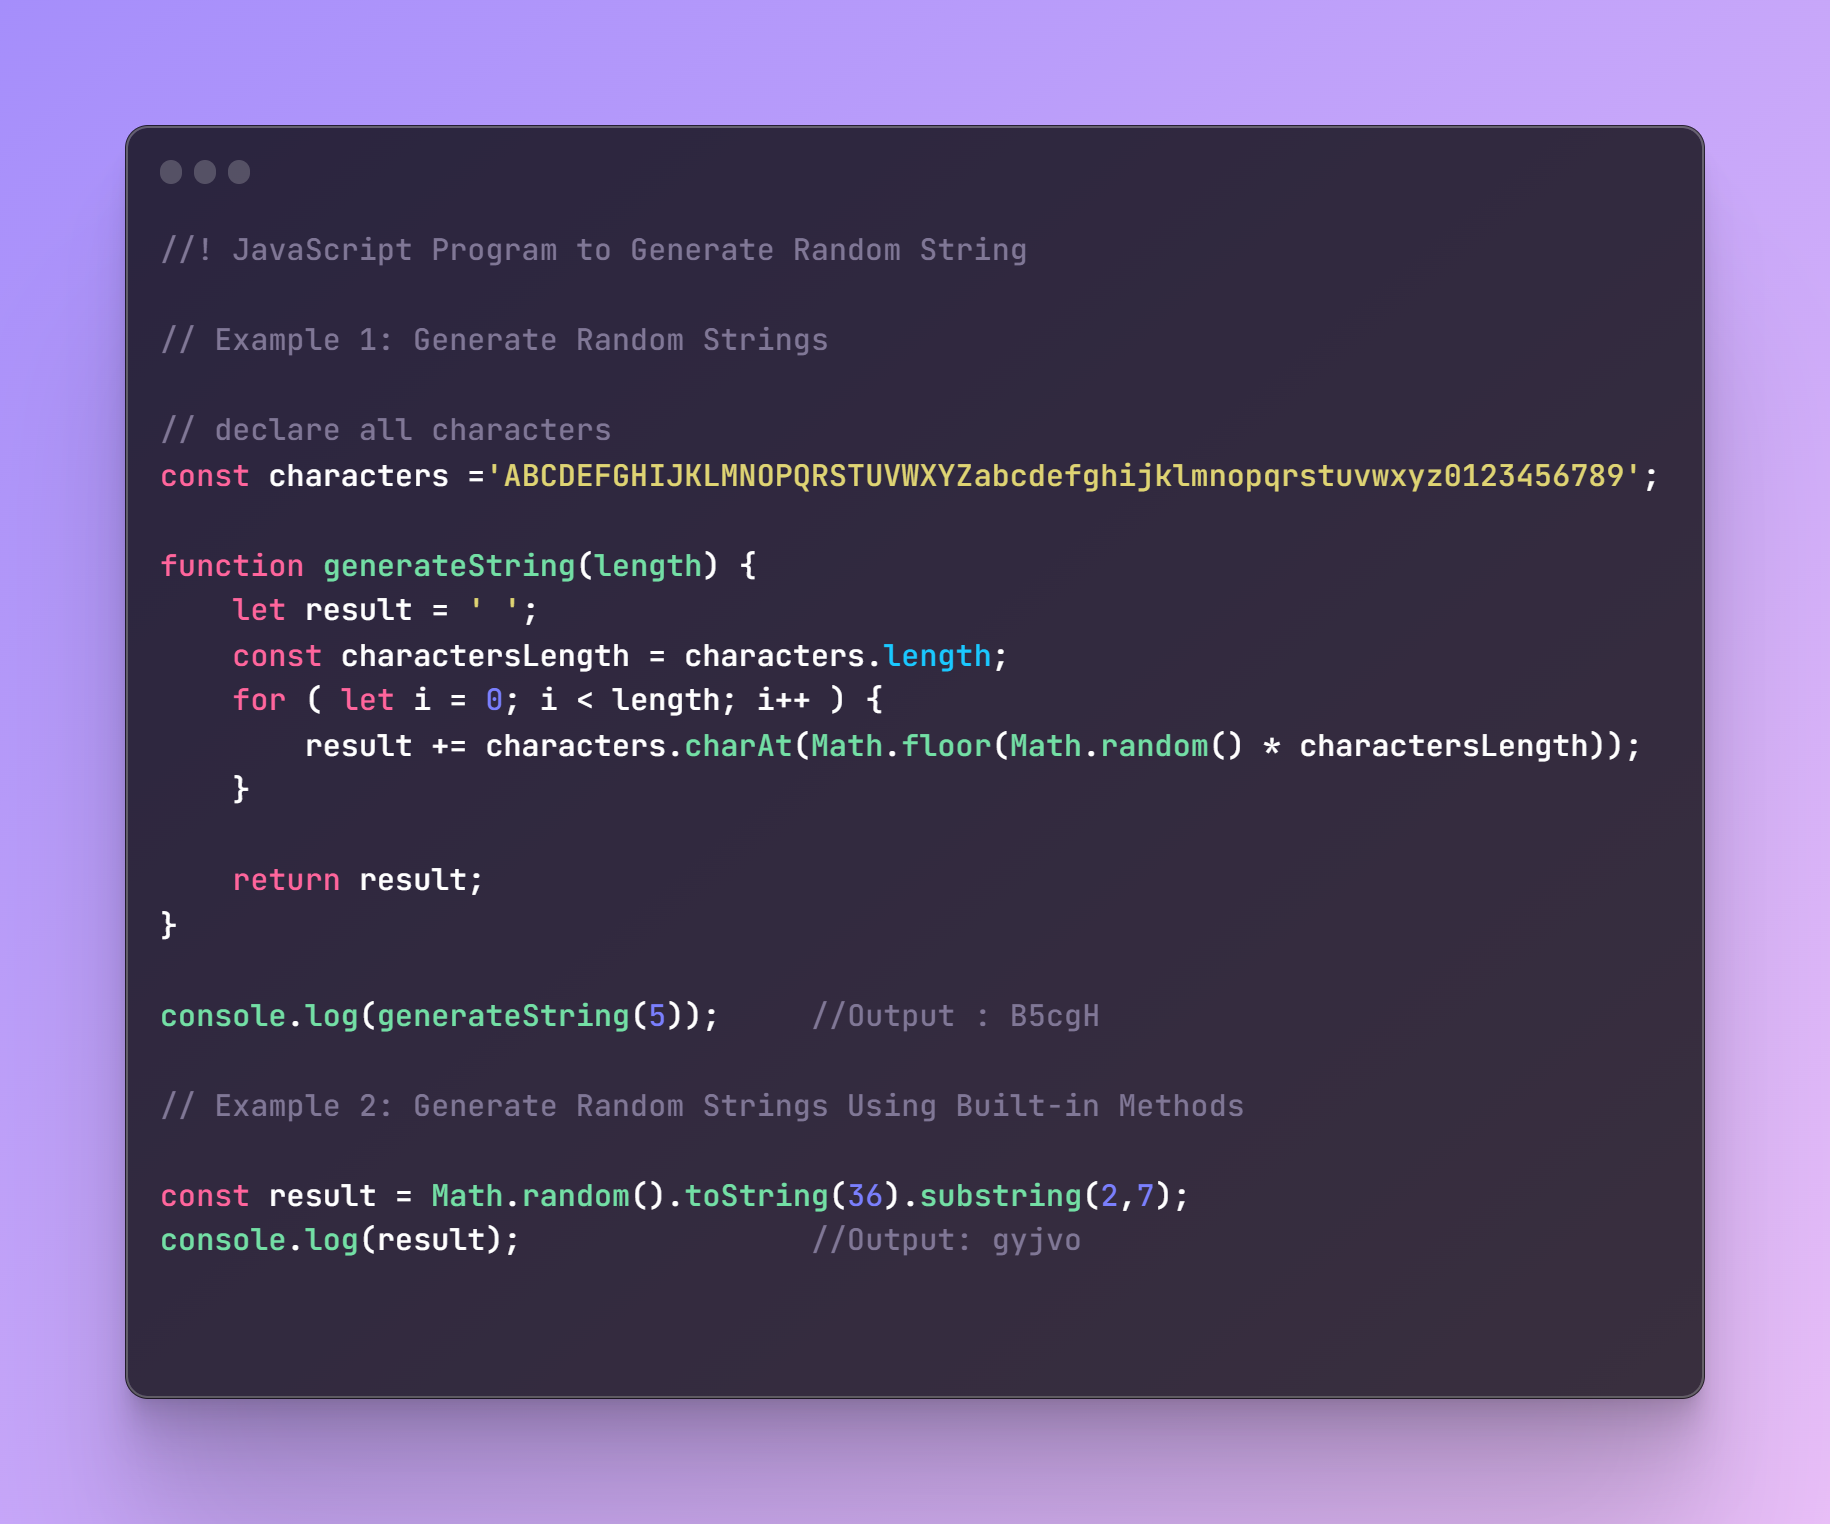 //! JavaScript Program to Generate Random String
// Example 1: Generate Random Strings
// declare all characters
const characters ='ABCDEFGHIJKLMNOPQRSTUVWXYZabcdefghijklmnopqrstuvwxyz0123456789';
function generateString(length) {
    let result = ' ';
    const charactersLength = characters.length;
    for ( let i = 0; i < length; i++ ) {
        result += characters.charAt(Math.floor(Math.random() * charactersLength));
    }
    return result;
}
console.log(generateString(5));     //Output : B5cgH
// Example 2: Generate Random Strings Using Built-in Methods
const result = Math.random().toString(36).substring(2,7);
console.log(result);                //Output: gyjvo